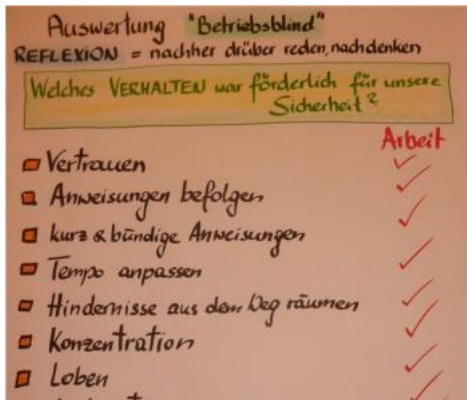 Auswertung "Betriebsblind"
REFLEXION = nachher drüber reden, nachdenken
Welches VERHALTEN war förderlich für unsere
Sicherheit?
Arbeit
Vertrauen ✓
Anweisungen befolgen ✓
kurz & bündige Anweisungen ✓
Tempo anpassen ✓
Hindernisse aus dem Weg räumen ✓
Konzentration ✓
Loben ✓